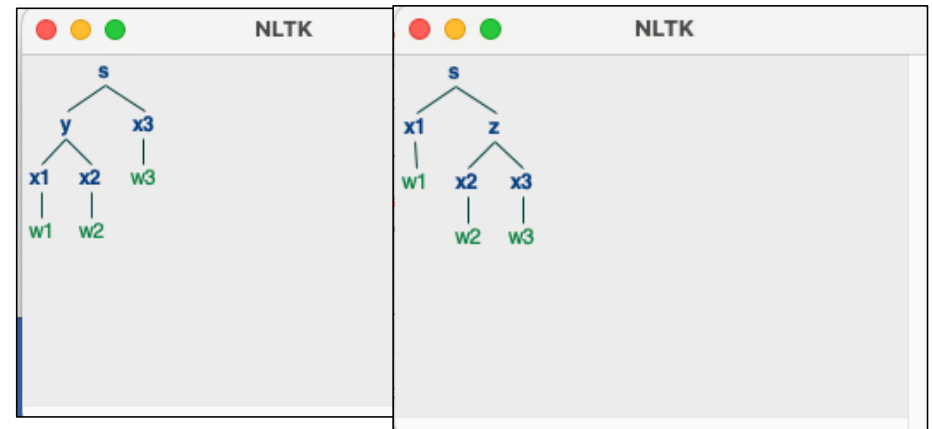 NLTK
s
y x3
x1 x2 w3
w1 w2
NLTK
s
x1 z
w1 x2 x3
w2 w3